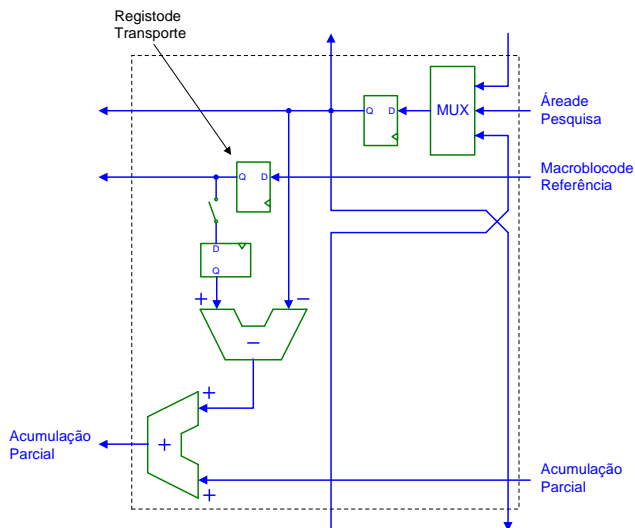 Registode
Transporte
Q D
MUX
Áreade
Pesquisa
Q D
Macroblocode
Referência
D
Q
+ −
−
+
Acumulação
Parcial
+
Acumulação
Parcial
+